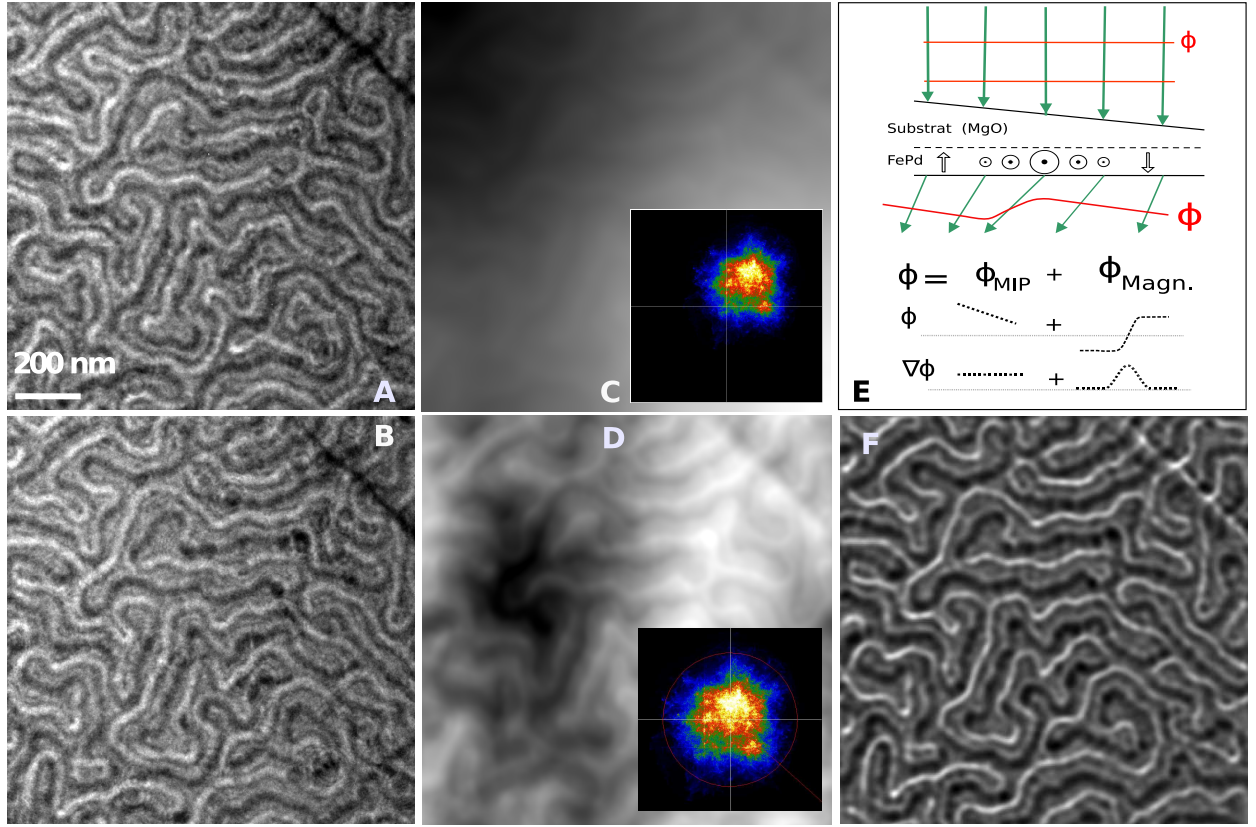 200 nm
A
C
ϕ
Substrat (MgO)
FePd
ϕ
ϕ = ϕMIP + ϕMagn.
ϕ +
∇ϕ +
E
B
D
F